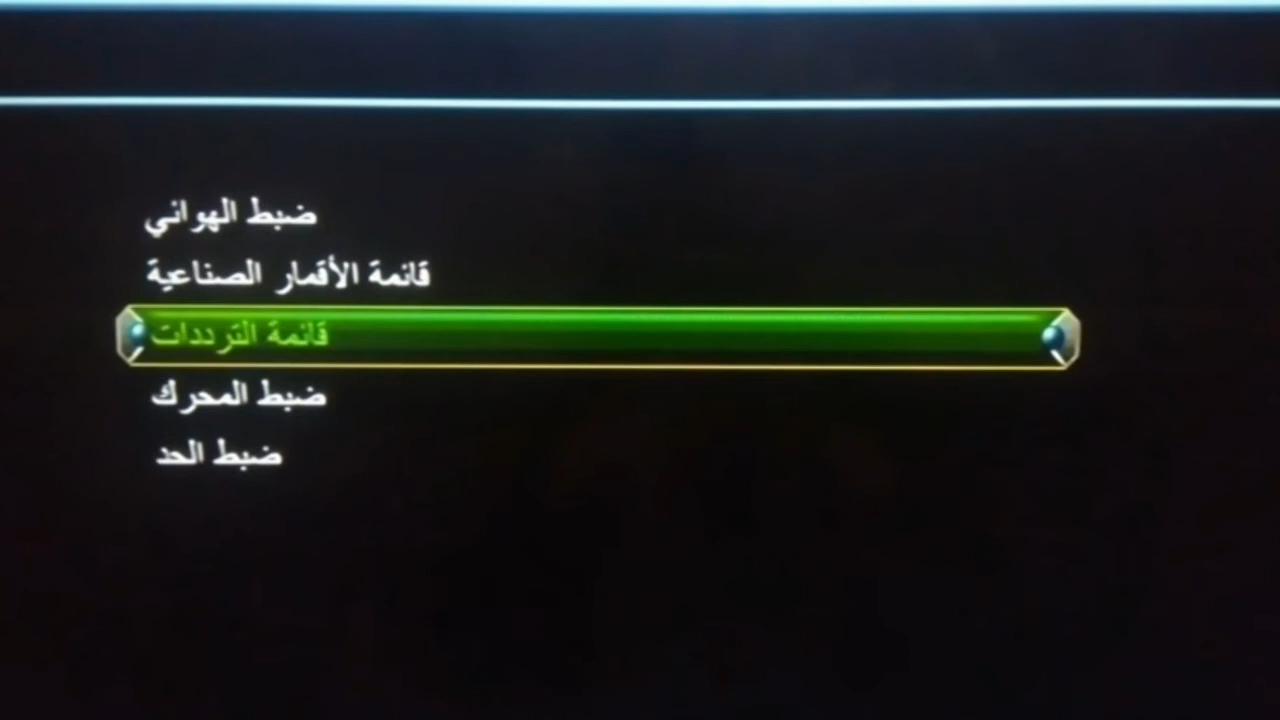 ضبط الهوائي
قائمة الأقمار الصناعية
قائمة الترددات
ضبط المحرك
ضبط الحد